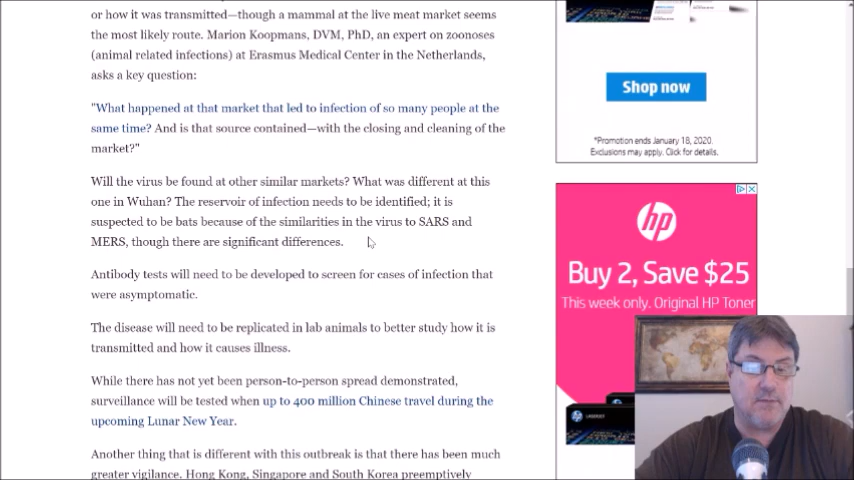 or how it was transmitted—though a mammal at the live meat market seems
the most likely route. Marion Koopmans, DVM, PhD, an expert on zoonoses
(animal related infections) at Erasmus Medical Center in the Netherlands,
asks a key question:
"What happened at that market that led to infection of so many people at the
same time? And is that source contained—with the closing and cleaning of the
market?"
Will the virus be found at other similar markets? What was different at this
one in Wuhan? The reservoir of infection needs to be identified; it is
suspected to be bats because of the similarities in the virus to SARS and
MERS, though there are significant differences.
Antibody tests will need to be developed to screen for cases of infection that
were asymptomatic.
The disease will need to be replicated in lab animals to better study how it is
transmitted and how it causes illness.
While there has not yet been person-to-person spread demonstrated,
surveillance will be tested when up to 400 million Chinese travel during the
upcoming Lunar New Year.
Another thing that is different with this outbreak is that there has been much
greater vigilance. Hong Kong, Singapore and South Korea preemptively
Shop now
*Promotion ends January 18, 2020.
Exclusions may apply. Click for details.
hp
Buy 2, Save $25
This week only. Original HP Toner